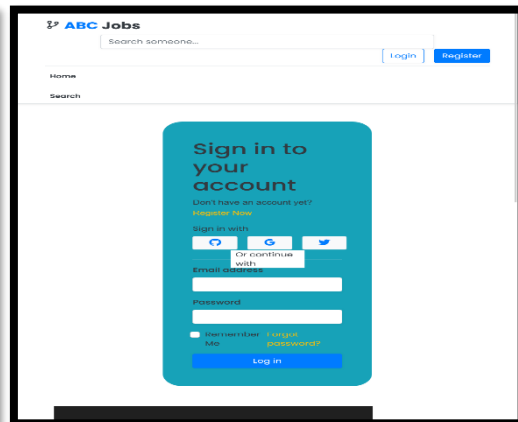 ABC Jobs
Search someone...
Login Register
Home
Search
Sign in to
your
account
Don't have an account yet?
Register Now
Sign in with
Or continue
with
Email address
Password
Remember Me
Forgot password?
Log in